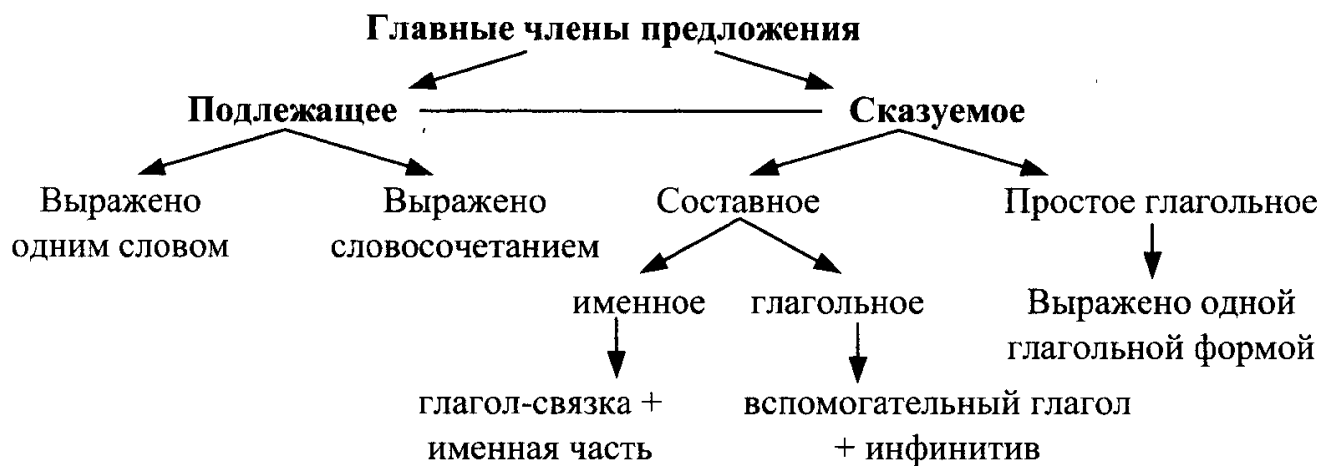 Главные члены предложения
Подлежащее
Сказуемое
Выражено
одним словом
Выражено
словосочетанием
Составное
Простое глагольное
именное
глагольное
Выражено одной
глагольной формой
глагол-связка +
именная часть
вспомогательный глагол
+ инфинитив